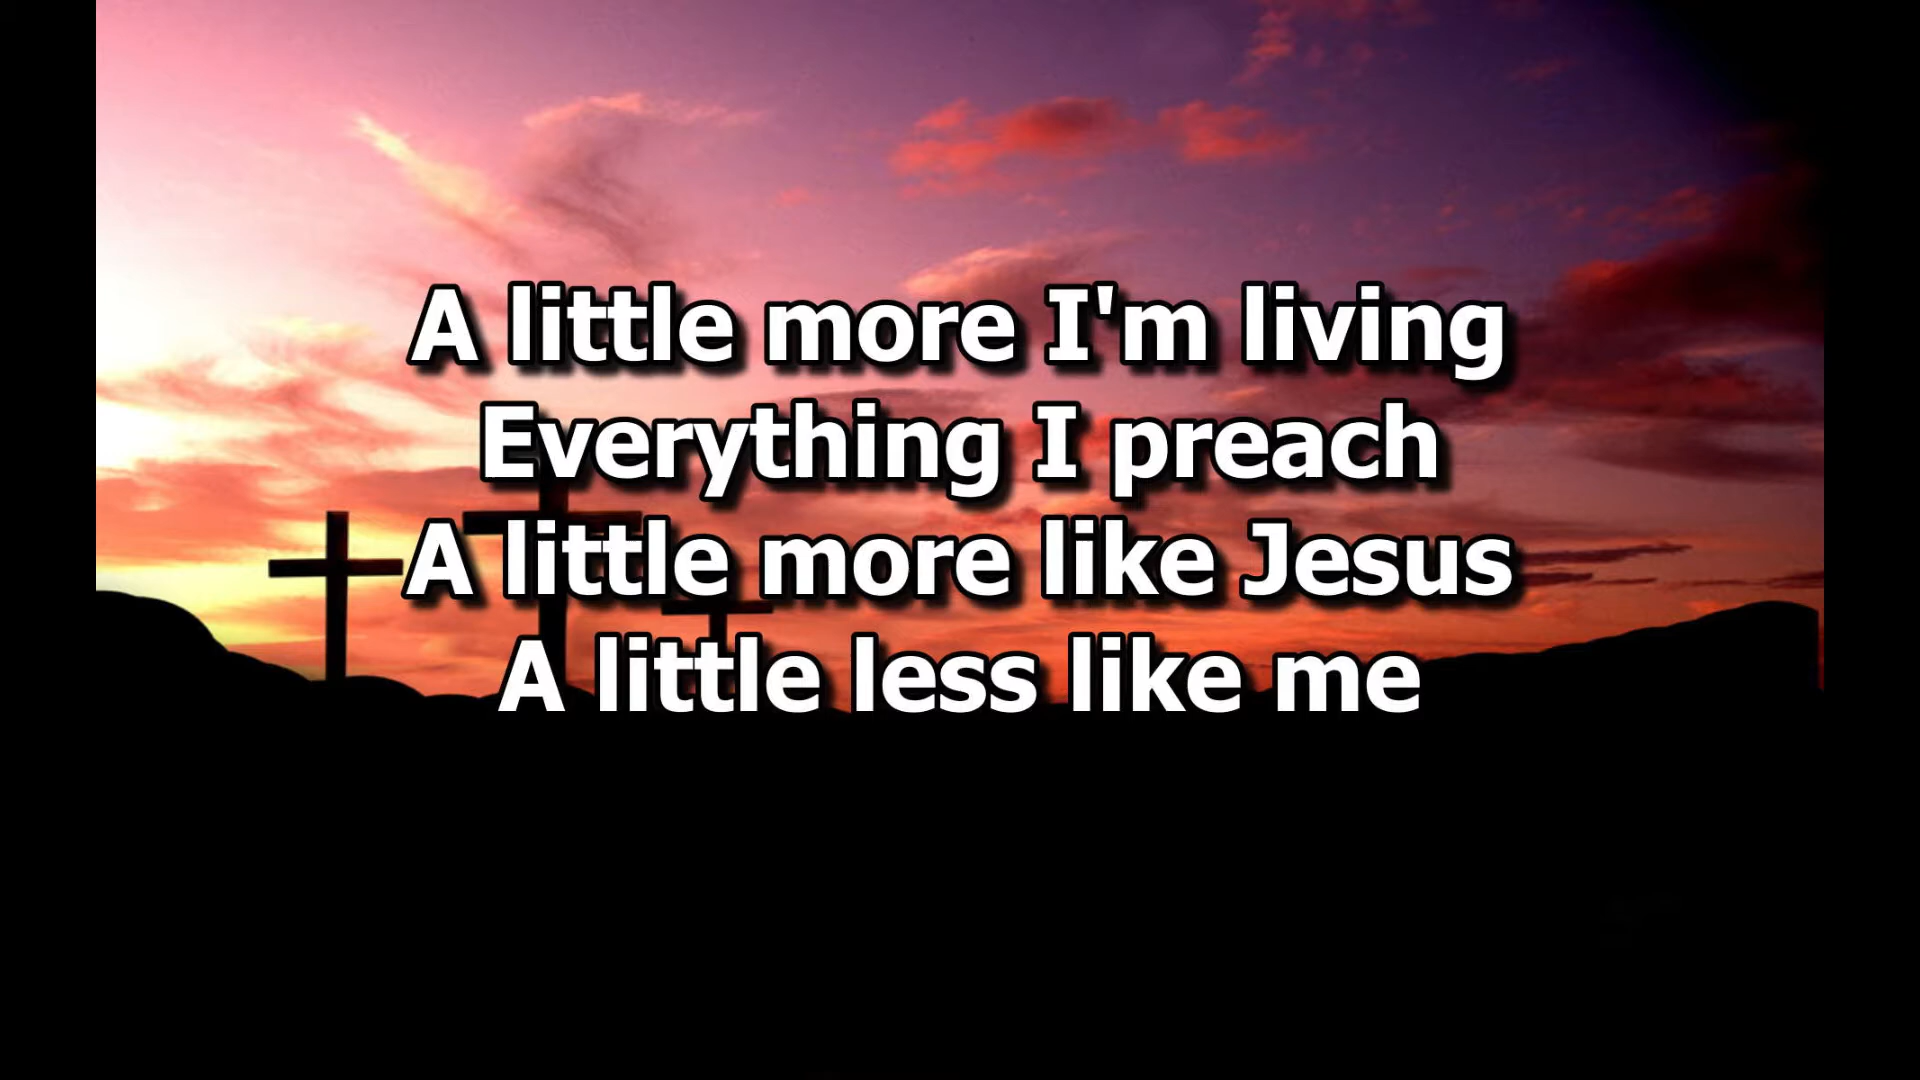 A little more I'm living
Everything I preach
A little more like Jesus
A little less like me